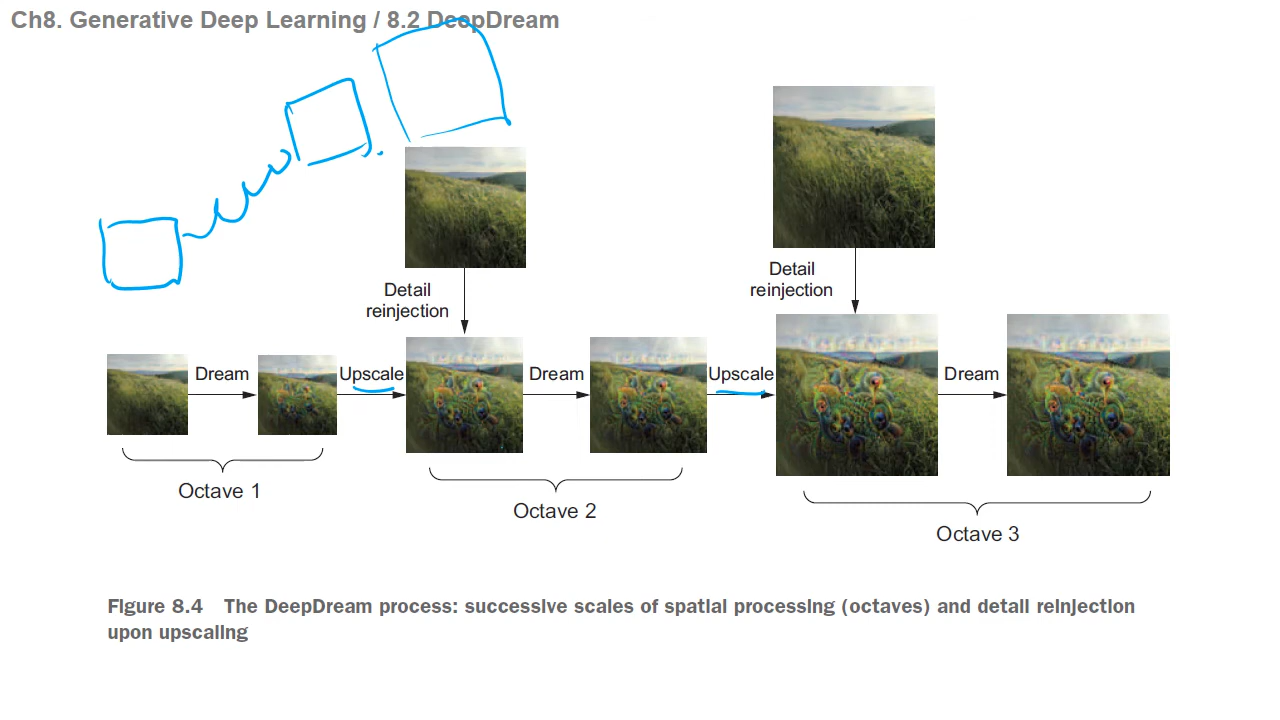 Ch8. Generative Deep Learning / 8.2 DeepDream
Detail
reinjection
Detail
reinjection
Dream
Upscale
Dream
Upscale
Dream
Octave 1
Octave 2
Octave 3
Figure 8.4 The DeepDream process: successive scales of spatial processing (octaves) and detail reinjection
upon upscaling